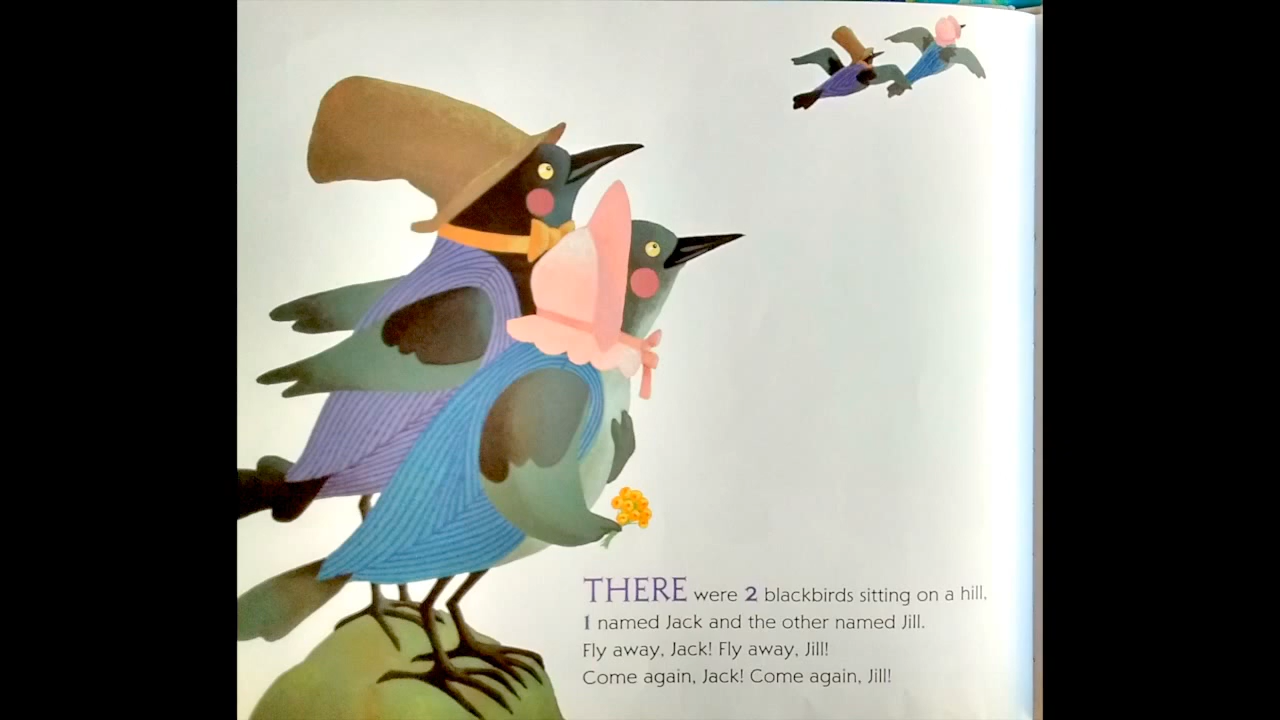 THERE were 2 blackbirds sitting on a hill,
1 named Jack and the other named Jill.
Fly away, Jack! Fly away, Jill!
Come again, Jack! Come again, Jill!